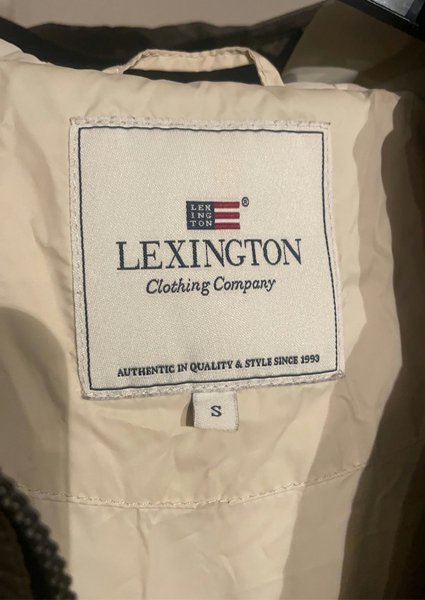 LEX
ING
TON
®
LEXINGTON
Clothing Company
AUTHENTIC IN QUALITY & STYLE SINCE 1993
S